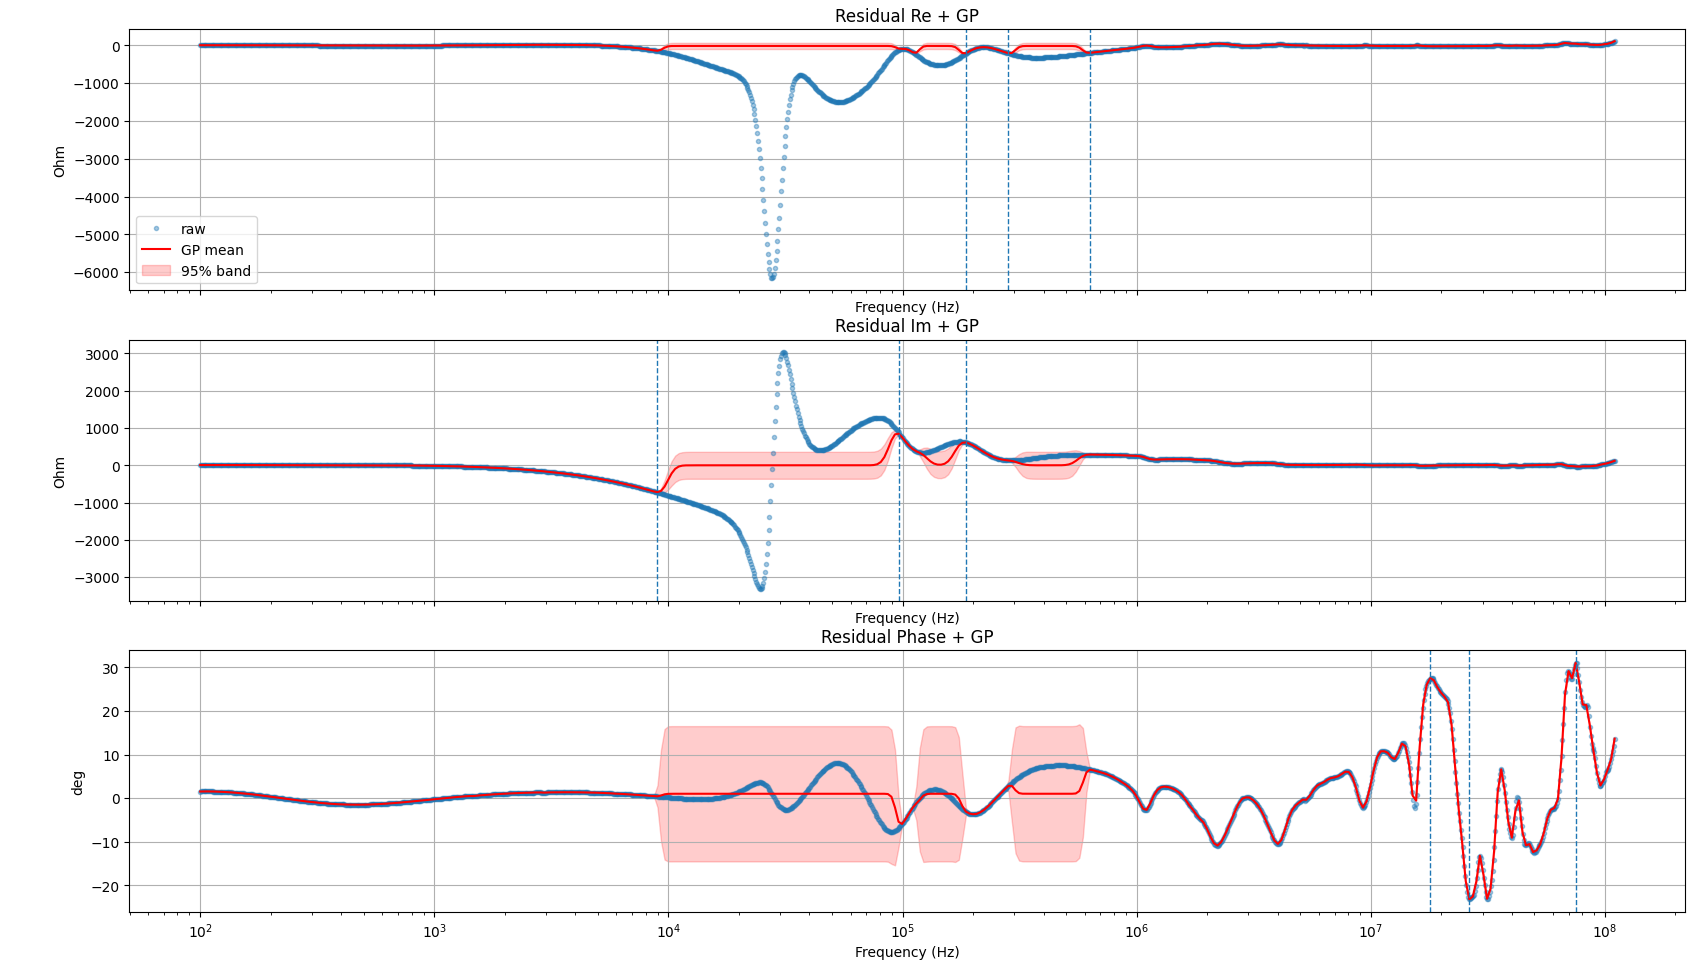 Residual Re + GP
0
−1000
−2000
−3000
−4000
−5000
−6000
Ohm
raw
GP mean
95% band
Frequency (Hz)
Residual Im + GP
3000
2000
1000
0
−1000
−2000
−3000
Ohm
Frequency (Hz)
Residual Phase + GP
30
20
10
0
−10
−20
deg
10² 10³ 10⁴ 10⁵ 10⁶ 10⁷ 10⁸
Frequency (Hz)